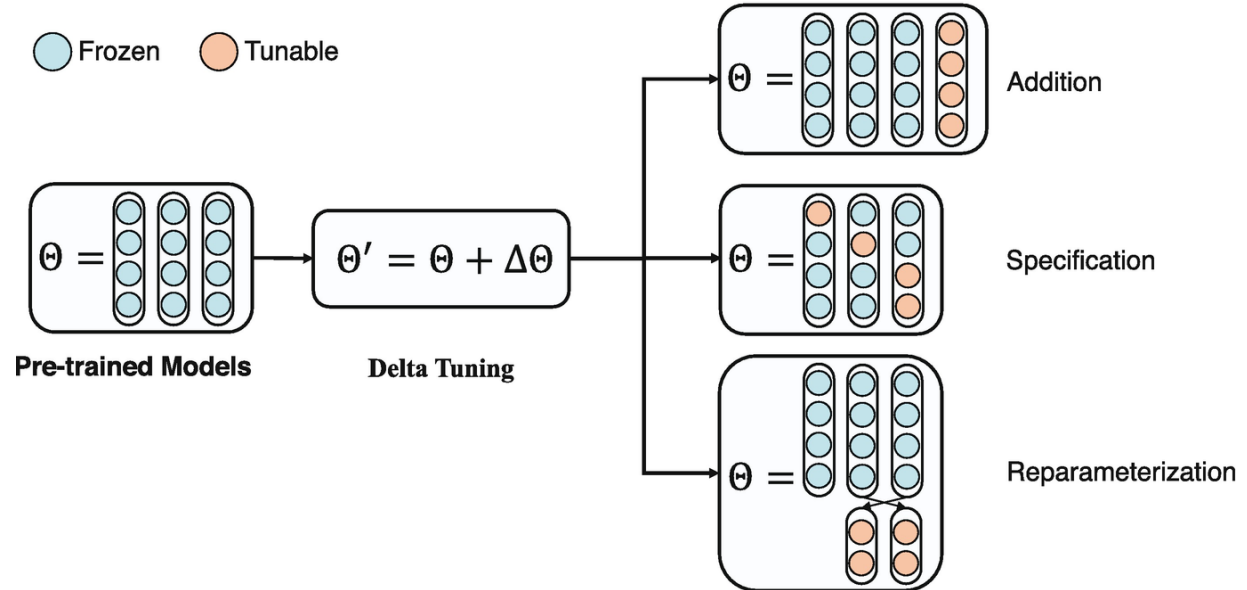 Frozen
Tunable
Θ =
Pre-trained Models
Θ′ = Θ + ΔΘ
Delta Tuning
Θ =
Addition
Θ =
Specification
Θ =
Reparameterization